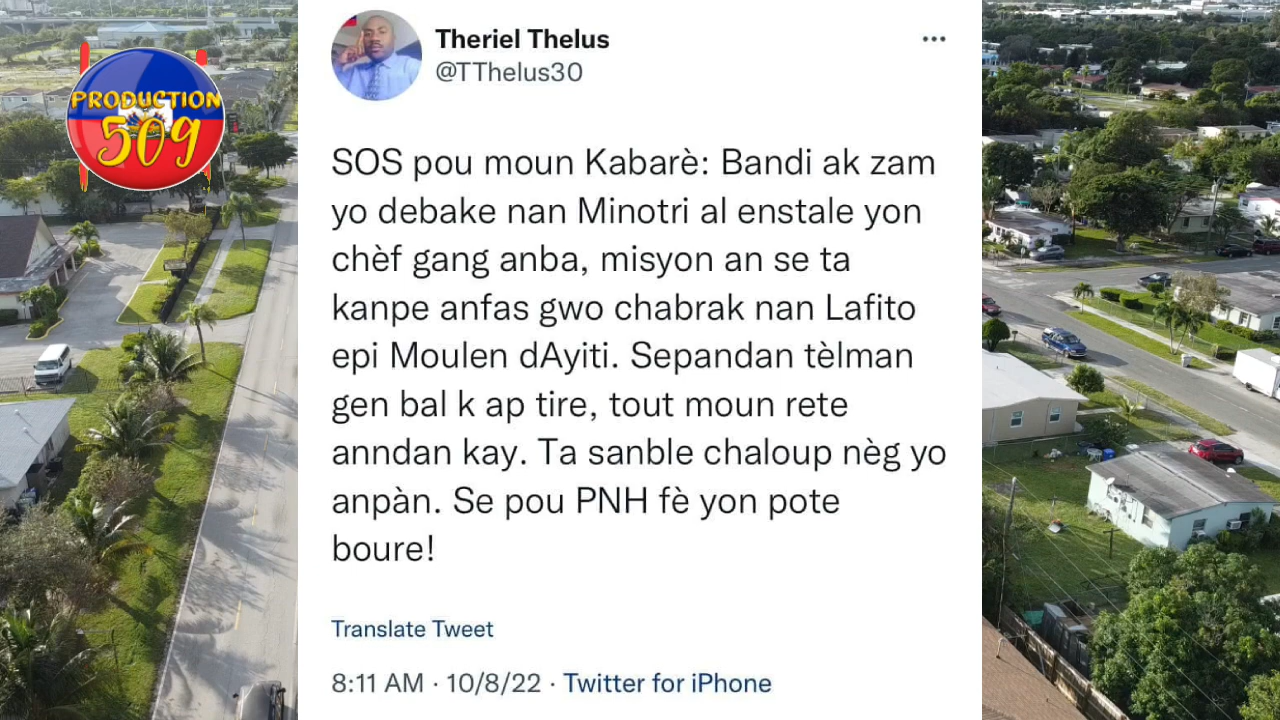 PRODUCTION
509
Theriel Thelus
@TThelus30
SOS pou moun Kabarè: Bandi ak zam
yo debake nan Minotri al enstale yon
chèf gang anba, misyon an se ta
kanpe anfas gwo chabrak nan Lafito
epi Moulen dAyiti. Sepandan tèlman
gen bal k ap tire, tout moun rete
anndan kay. Ta sanble chaloup nèg yo
anpàn. Se pou PNH fè yon pote
boure!
Translate Tweet
8:11 AM · 10/8/22 · Twitter for iPhone